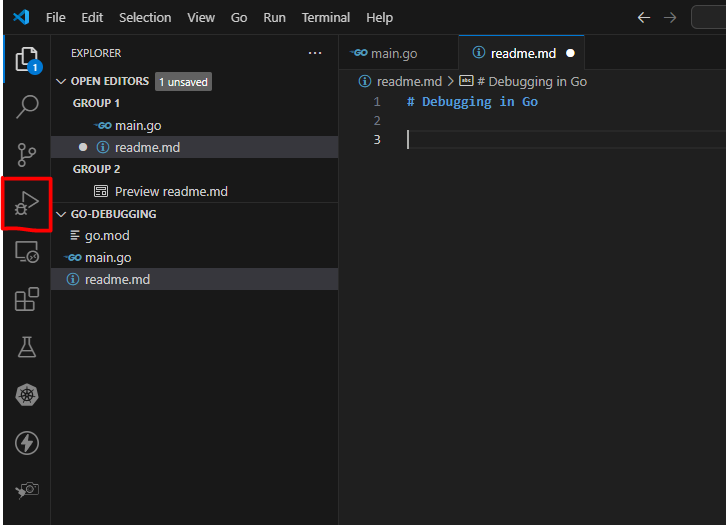 File Edit Selection View Go Run Terminal Help
EXPLORER ...
main.go
readme.md
OPEN EDITORS 1 unsaved
readme.md > # Debugging in Go
GROUP 1
1 # Debugging in Go
main.go
2
readme.md
3
GROUP 2
Preview readme.md
GO-DEBUGGING
go.mod
GO main.go
readme.md
1